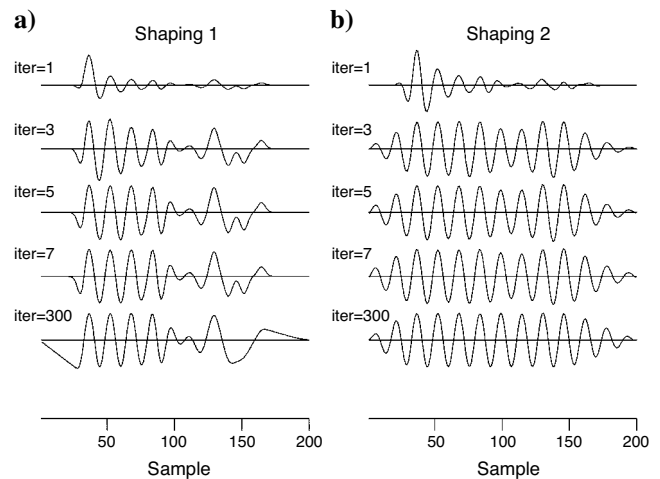 a)
Shaping 1
iter=1
iter=3
iter=5
iter=7
iter=300
50 100 150 200
Sample
b)
Shaping 2
iter=1
iter=3
iter=5
iter=7
iter=300
50 100 150 200
Sample